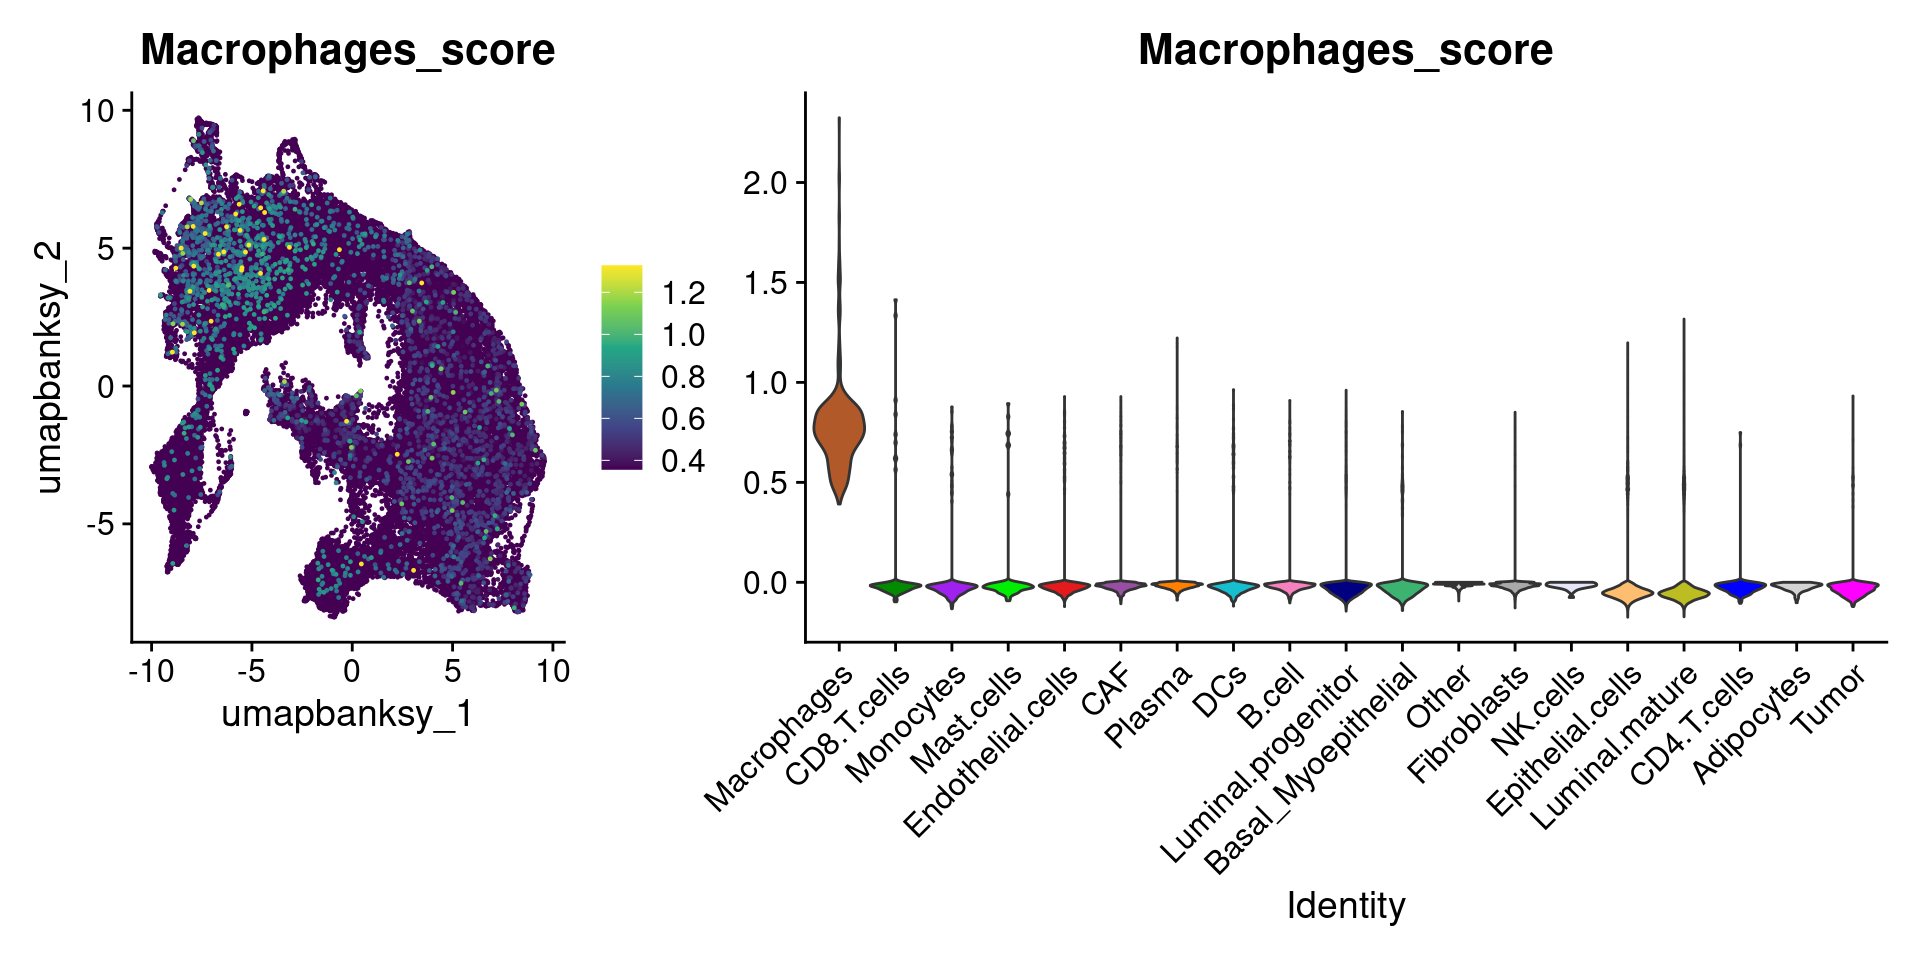 Macrophages_score
10
5
0
-5
umapbanksy_2
-10
-5
0
5
10
umapbanksy_1
1.2
1.0
0.8
0.6
0.4
Macrophages_score
2.0
1.5
1.0
0.5
0.0
Macrophages
CD8.T.cells
Monocytes
Mast.cells
Endothelial.cells
CAF
Plasma
DCs
B.cell
Luminal.progenitor
Basal_Myoepithelial
Other
Fibroblasts
NK.cells
Epithelial.cells
Luminal.mature
CD4.T.cells
Adipocytes
Tumor
Identity